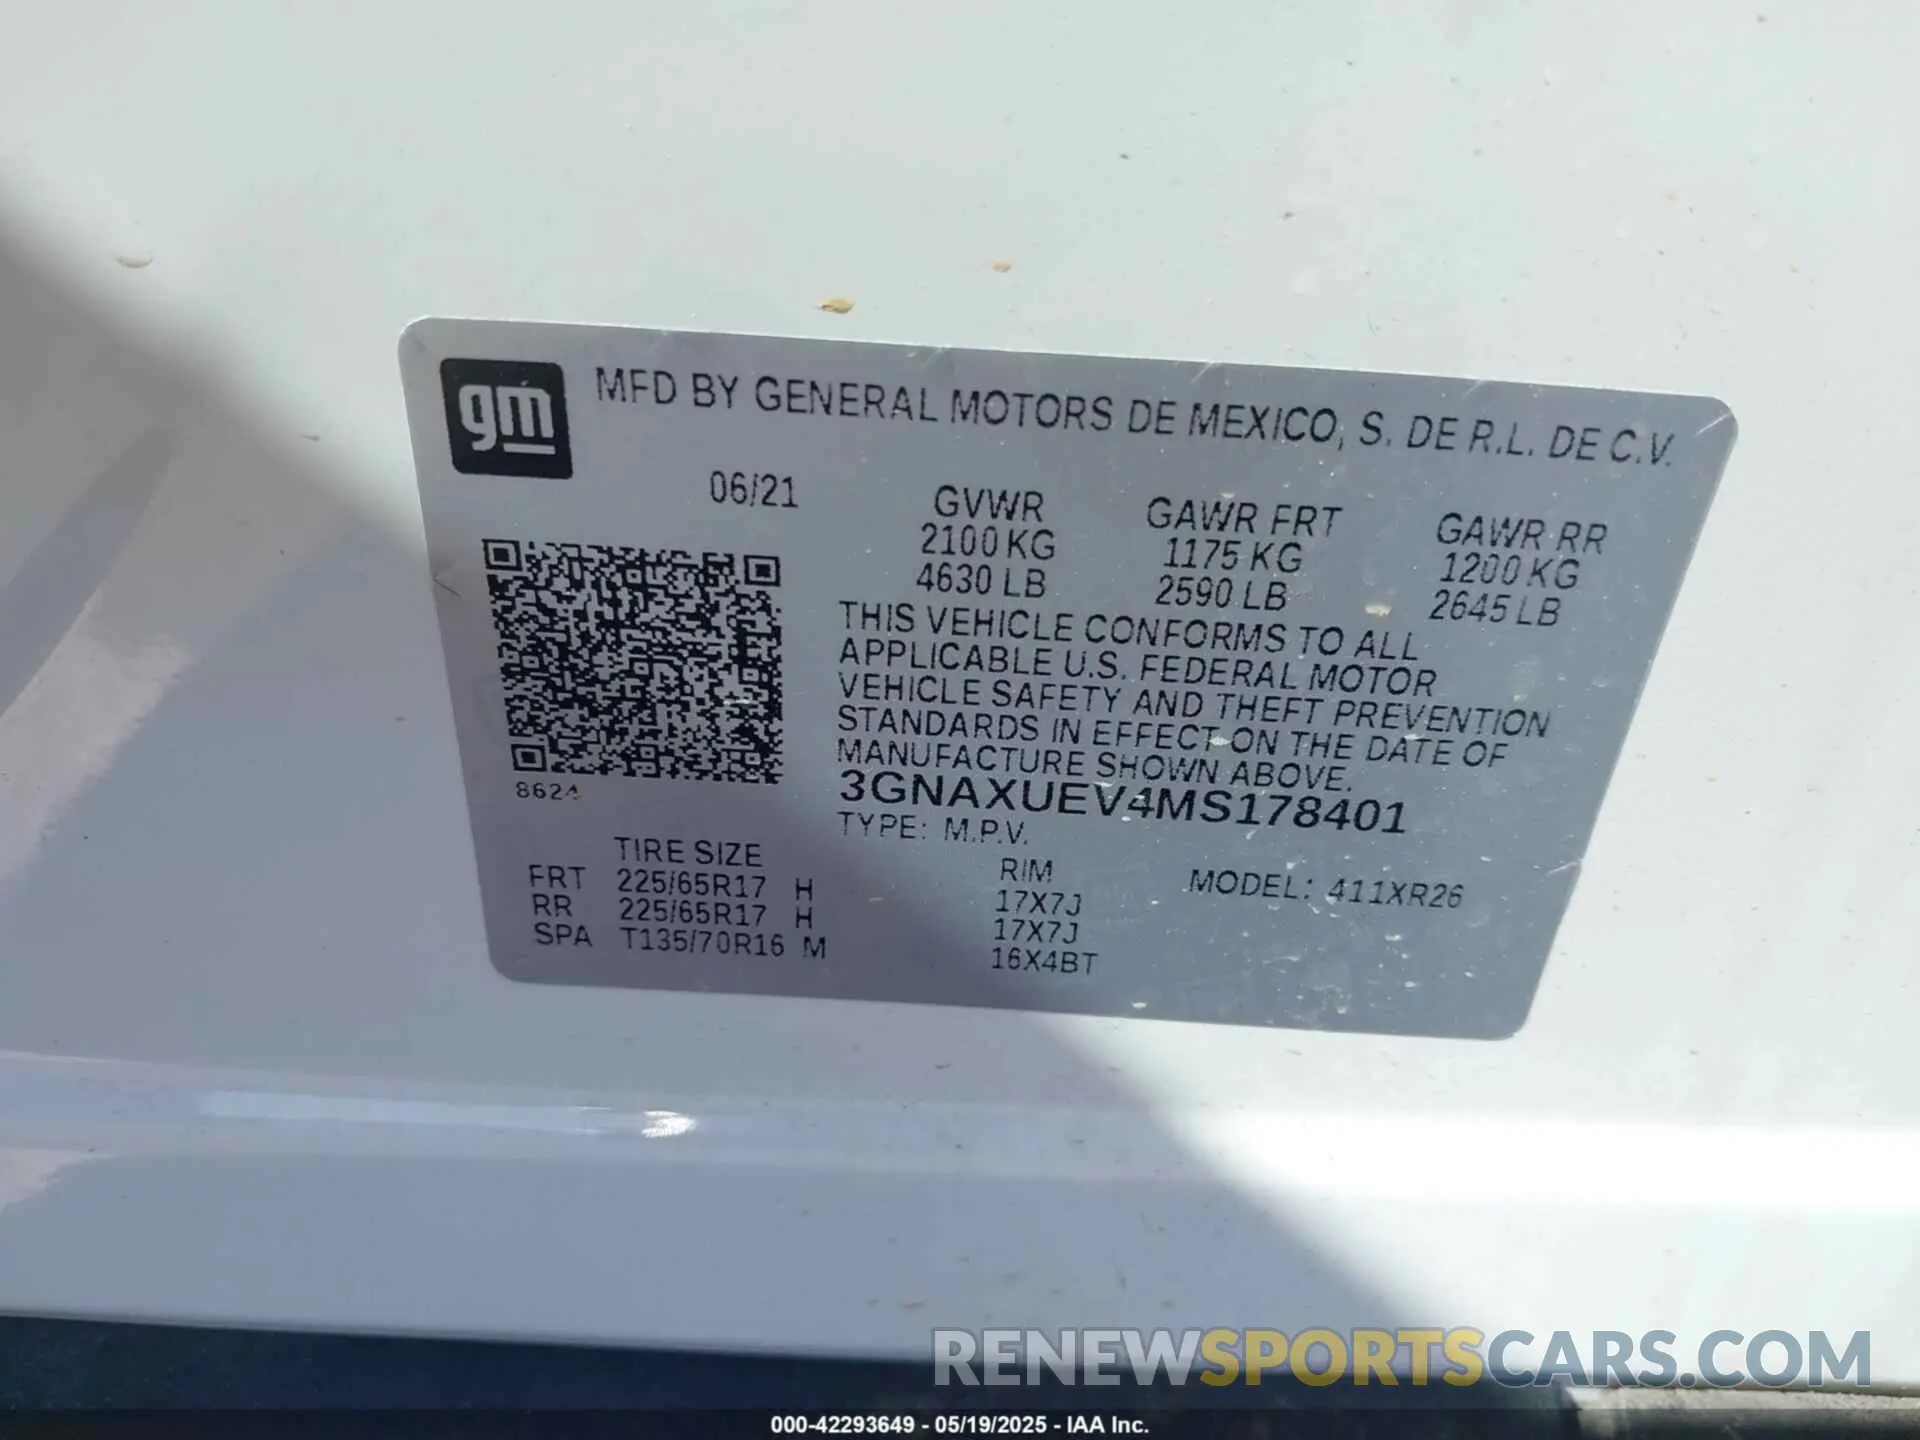 gm
MFD BY GENERAL MOTORS DE MEXICO, S. DE R.L. DE C.V.
06/21
GVWR GAWR FRT GAWR RR
2100 KG 1175 KG 1200 KG
4630 LB 2590 LB 2645 LB
THIS VEHICLE CONFORMS TO ALL
APPLICABLE U.S. FEDERAL MOTOR
VEHICLE SAFETY AND THEFT PREVENTION
STANDARDS IN EFFECT ON THE DATE OF
MANUFACTURE SHOWN ABOVE.
8624
3GNAXUEV4MS178401
TYPE: M.P.V.
TIRE SIZE RIM MODEL: 411XR26
FRT 225/65R17 H 17X7J
RR 225/65R17 H 17X7J
SPA T135/70R16 M 16X4BT
RENEWSPORTSCARS.COM
000-42293649 - 05/19/2025 - IAA Inc.